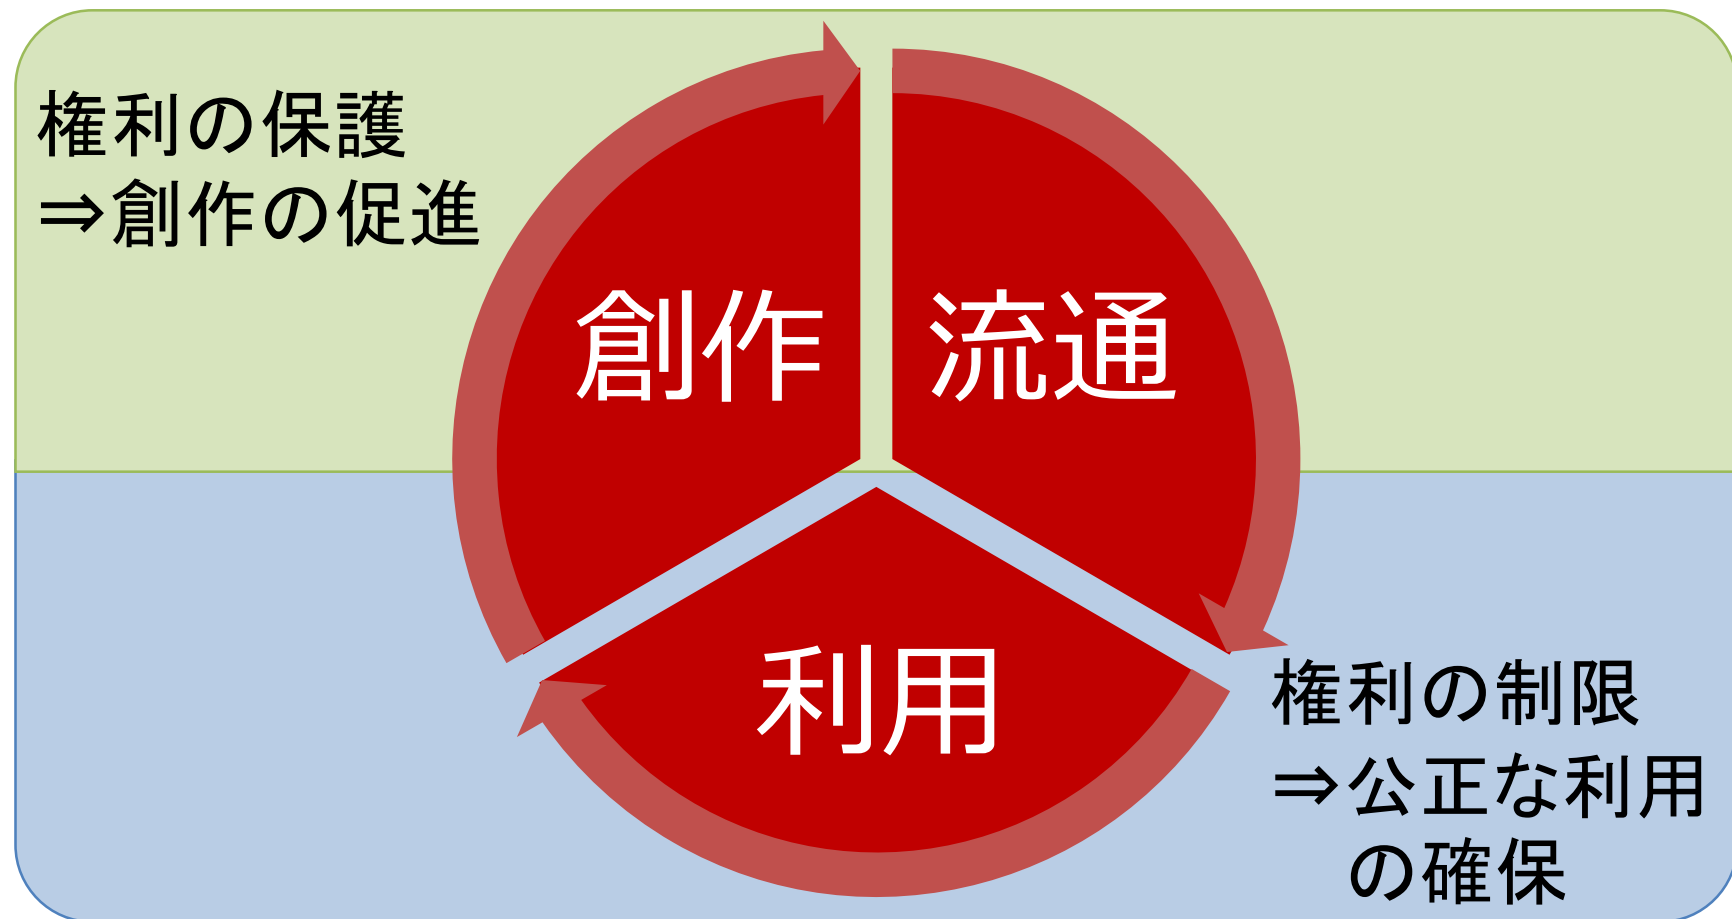 権利の保護
⇒創作の促進
創作
流通
利用
権利の制限
⇒公正な利用
の確保